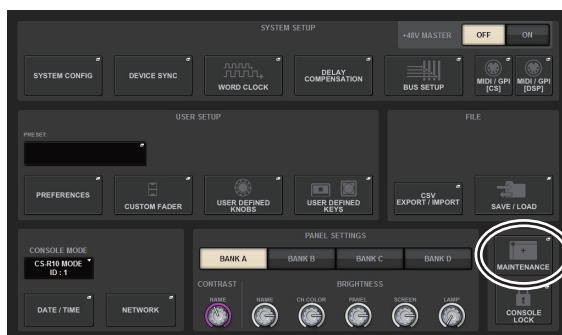 SYSTEM SETUP
+48V MASTER
OFF
ON
SYSTEM CONFIG
DEVICE SYNC
WORD CLOCK
DELAY
COMPENSATION
BUS SETUP
MIDI / GPI
[CS]
MIDI / GPI
[DSP]
USER SETUP
FILE
PRESET
PREFERENCES
CUSTOM FADER
USER DEFINED
KNOBS
USER DEFINED
KEYS
CSV
EXPORT / IMPORT
SAVE / LOAD
CONSOLE MODE
CS-R10 MODE
ID : 1
DATE / TIME
NETWORK
PANEL SETTINGS
BANK A
BANK B
BANK C
BANK D
CONTRAST
BRIGHTNESS
NAME
NAME
CH COLOR
PANEL
SCREEN
LAMP
MAINTENANCE
CONSOLE
LOCK